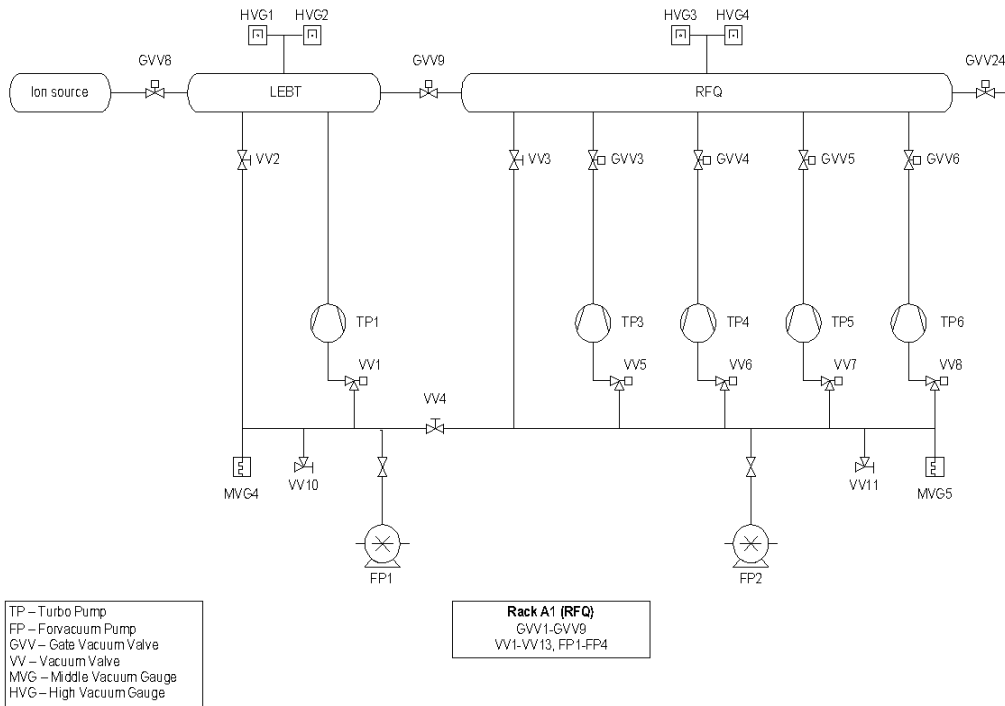 HVG1 HVG2 HVG3 HVG4
GVV8 GVV9 GVV24
Ion source LEBT RFQ
VV2 VV3 GVV3 GVV4 GVV5 GVV6
TP1 TP3 TP4 TP5 TP6
VV1 VV5 VV6 VV7 VV8
VV4
MVG4 VV10 VV11 MVG5
FP1 FP2
TP – Turbo Pump
FP – Forvacuum Pump
GVV – Gate Vacuum Valve
VV – Vacuum Valve
MVG – Middle Vacuum Gauge
HVG – High Vacuum Gauge
Rack A1 (RFQ)
GVV1-GVV9
VV1-VV13, FP1-FP4